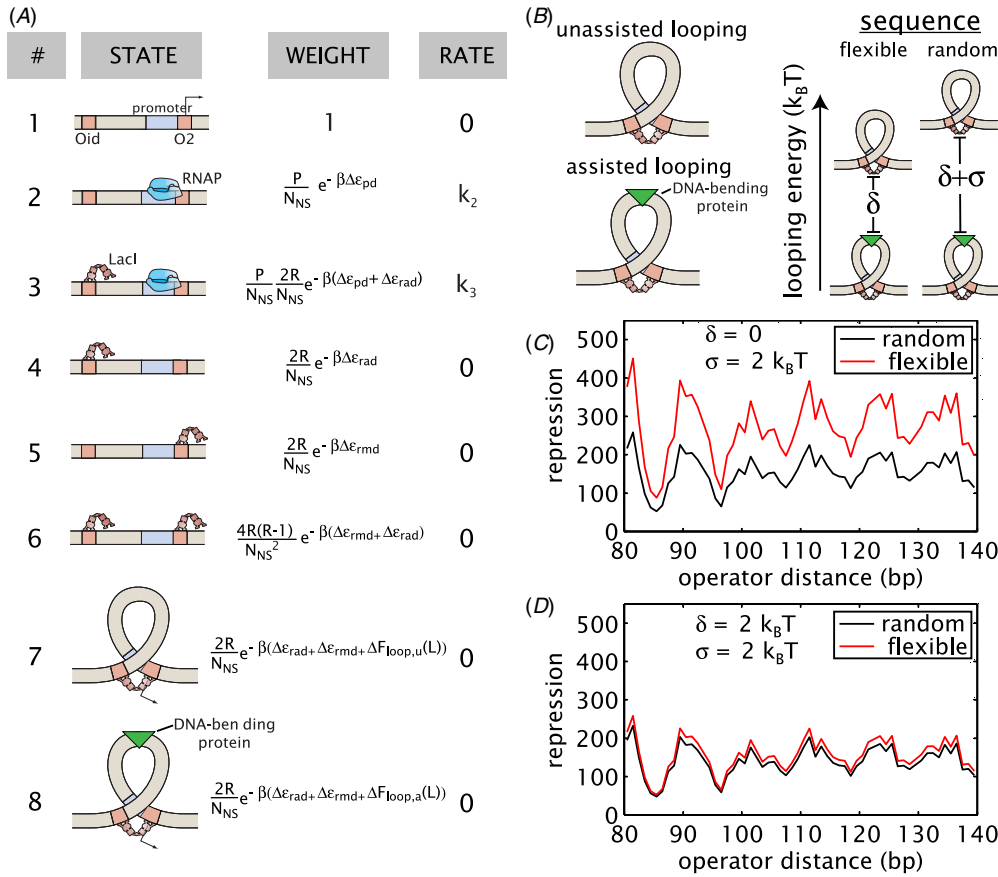 (A)
# STATE WEIGHT RATE
1 promoter Oid O2 1 0
2 RNAP P/N_NS e^{- βΔε_pd} k_2
3 LacI P/N_NS 2R/N_NS e^{- β(Δε_pd + Δε_rad)} k_3
4 2R/N_NS e^{- βΔε_rad} 0
5 2R/N_NS e^{- βΔε_rmd} 0
6 4R(R-1)/N_NS^2 e^{- β(Δε_rmd + Δε_rad)} 0
7 2R/N_NS e^{- β(Δε_rad + Δε_rmd + ΔF_loop,u(L))} 0
8 DNA-ben ding protein 2R/N_NS e^{- β(Δε_rad + Δε_rmd + ΔF_loop,a(L))} 0
(B)
unassisted looping
assisted looping
DNA-bending
protein
sequence
flexible random
looping energy (k_BT)
δ δ+σ
(C)
δ = 0
σ = 2 k_BT
random
flexible
repression
500
400
300
200
100
0
80 90 100 110 120 130 140
operator distance (bp)
(D)
δ = 2 k_BT
σ = 2 k_BT
random
flexible
repression
500
400
300
200
100
0
80 90 100 110 120 130 140
operator distance (bp)